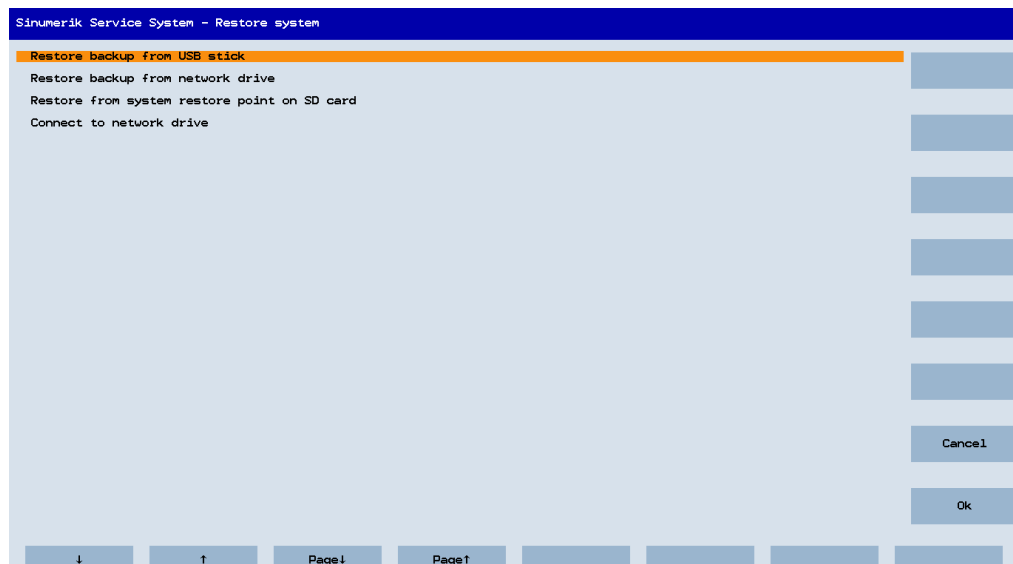 Sinumerik Service System - Restore system
Restore backup from USB stick
Restore backup from network drive
Restore from system restore point on SD card
Connect to network drive
Cancel
Ok
↓ ↑ Page↓ Page↑